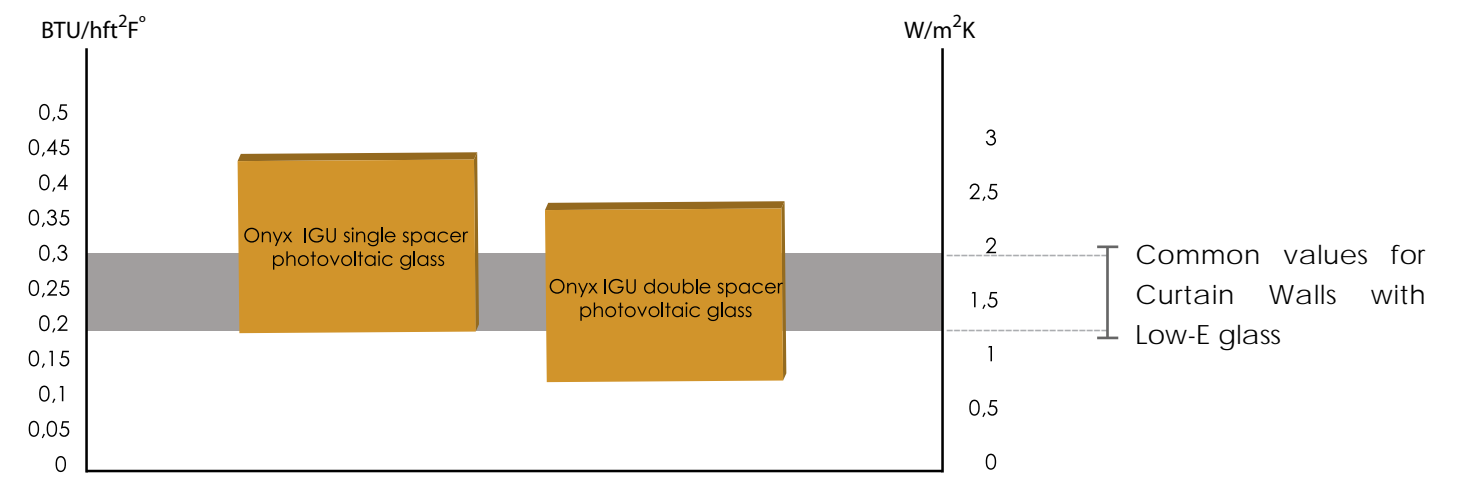 BTU/hft²F° W/m²K
0,5
0,45
0,4
0,35
0,3
0,25
0,2
0,15
0,1
0,05
0
Onyx IGU single spacer
photovoltaic glass
Onyx IGU double spacer
photovoltaic glass
3
2,5
2
1,5
1
0,5
0
Common values for
Curtain Walls with
Low-E glass